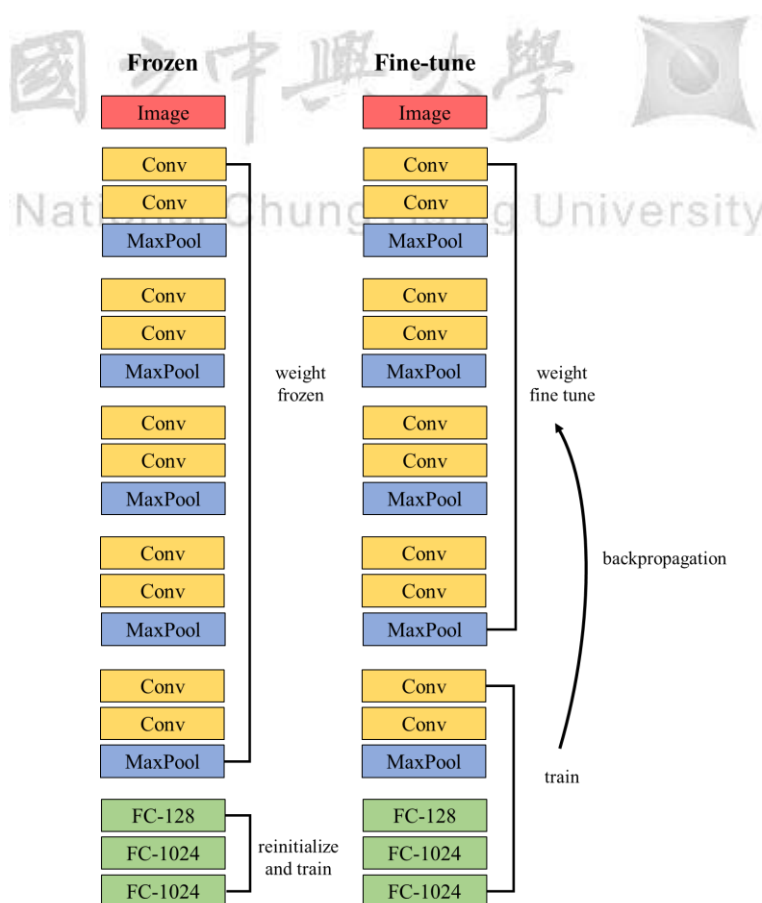 國立中興大學
National Chung Hsing University
Frozen
Image
Conv
Conv
MaxPool
Conv
Conv
MaxPool
Conv
Conv
MaxPool
Conv
Conv
MaxPool
Conv
Conv
MaxPool
FC-128
FC-1024
FC-1024
weight
frozen
reinitialize
and train
Fine-tune
Image
Conv
Conv
MaxPool
Conv
Conv
MaxPool
Conv
Conv
MaxPool
Conv
Conv
MaxPool
Conv
Conv
MaxPool
FC-128
FC-1024
FC-1024
weight
fine tune
backpropagation
train